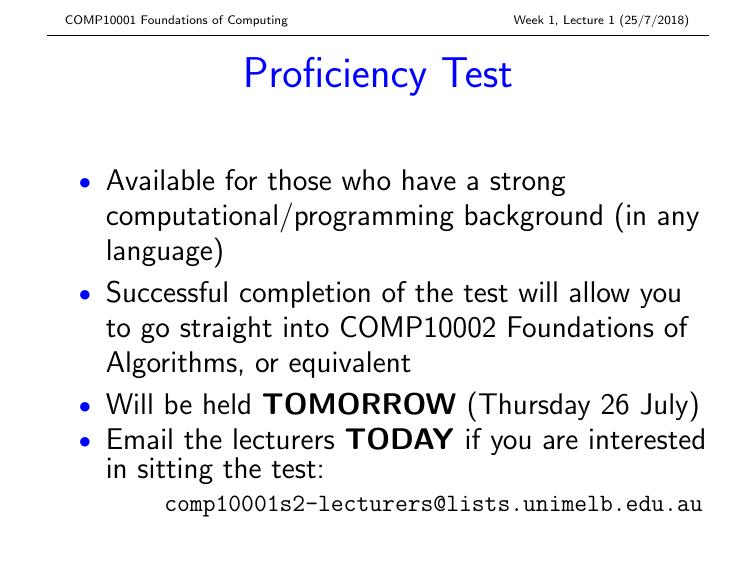 COMP10001 Foundations of Computing
Week 1, Lecture 1 (25/7/2018)
Proficiency Test
• Available for those who have a strong
computational/programming background (in any
language)
• Successful completion of the test will allow you
to go straight into COMP10002 Foundations of
Algorithms, or equivalent
• Will be held TOMORROW (Thursday 26 July)
• Email the lecturers TODAY if you are interested
in sitting the test:
comp10001s2-lecturers@lists.unimelb.edu.au